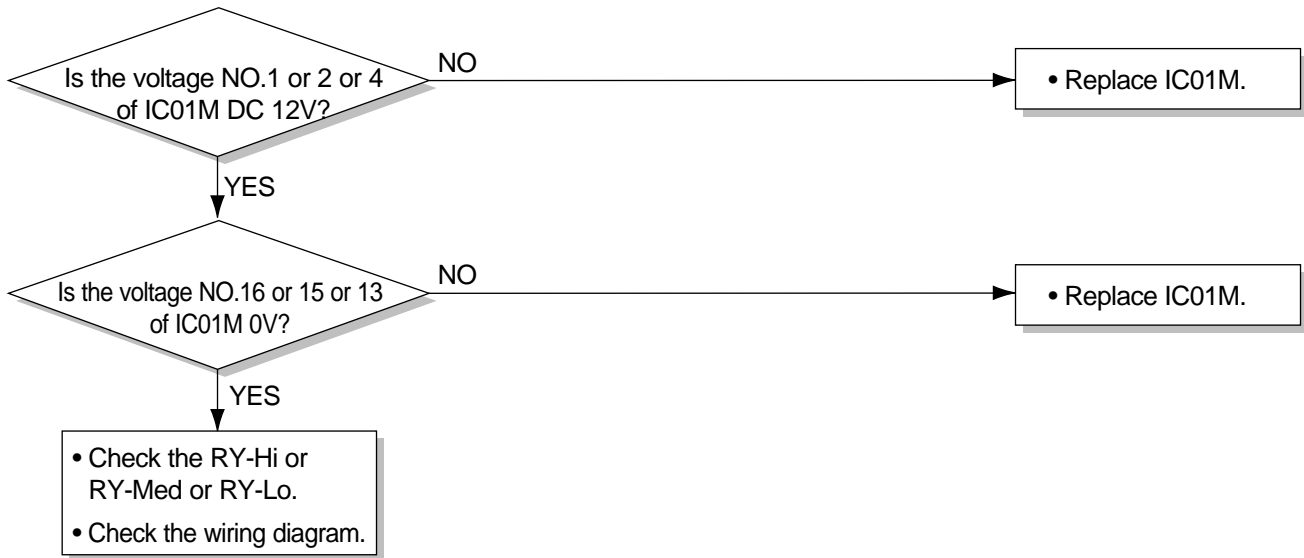 Is the voltage NO.1 or 2 or 4
of IC01M DC 12V?
NO
• Replace IC01M.
YES
Is the voltage NO.16 or 15 or 13
of IC01M 0V?
NO
• Replace IC01M.
YES
• Check the RY-Hi or
RY-Med or RY-Lo.
• Check the wiring diagram.